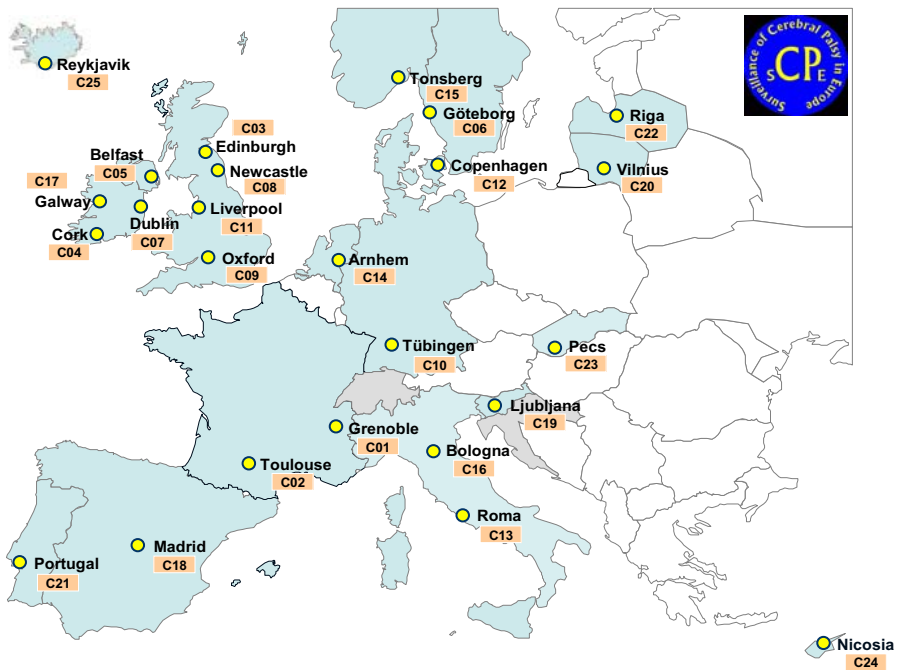 Reykjavik
C25
Tonsberg
C15
Göteborg
C06
Surveillance of Cerebral Palsy in Europe
SCPE
Riga
C22
C03
Edinburgh
Belfast
C05
Newcastle
C08
Copenhagen
C12
Vilnius
C20
C17
Galway
Dublin
C07
Liverpool
C11
Cork
C04
Oxford
C09
Arnhem
C14
Tübingen
C10
Pecs
C23
Ljubljana
C19
Grenoble
C01
Bologna
C16
Toulouse
C02
Roma
C13
Madrid
C18
Portugal
C21
Nicosia
C24